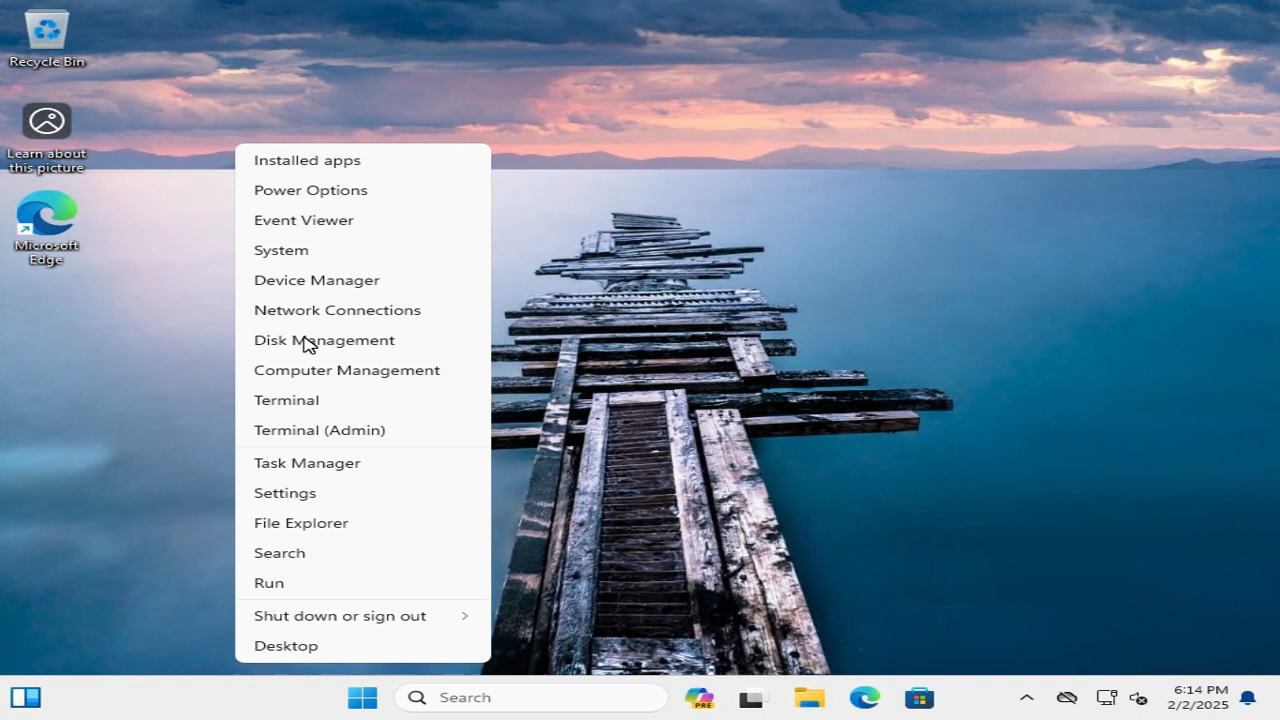 Recycle Bin
Learn about
this picture
Microsoft
Edge
Installed apps
Power Options
Event Viewer
System
Device Manager
Network Connections
Disk Management
Computer Management
Terminal
Terminal (Admin)
Task Manager
Settings
File Explorer
Search
Run
Shut down or sign out
Desktop
Search
PRE
6:14 PM
2/2/2025